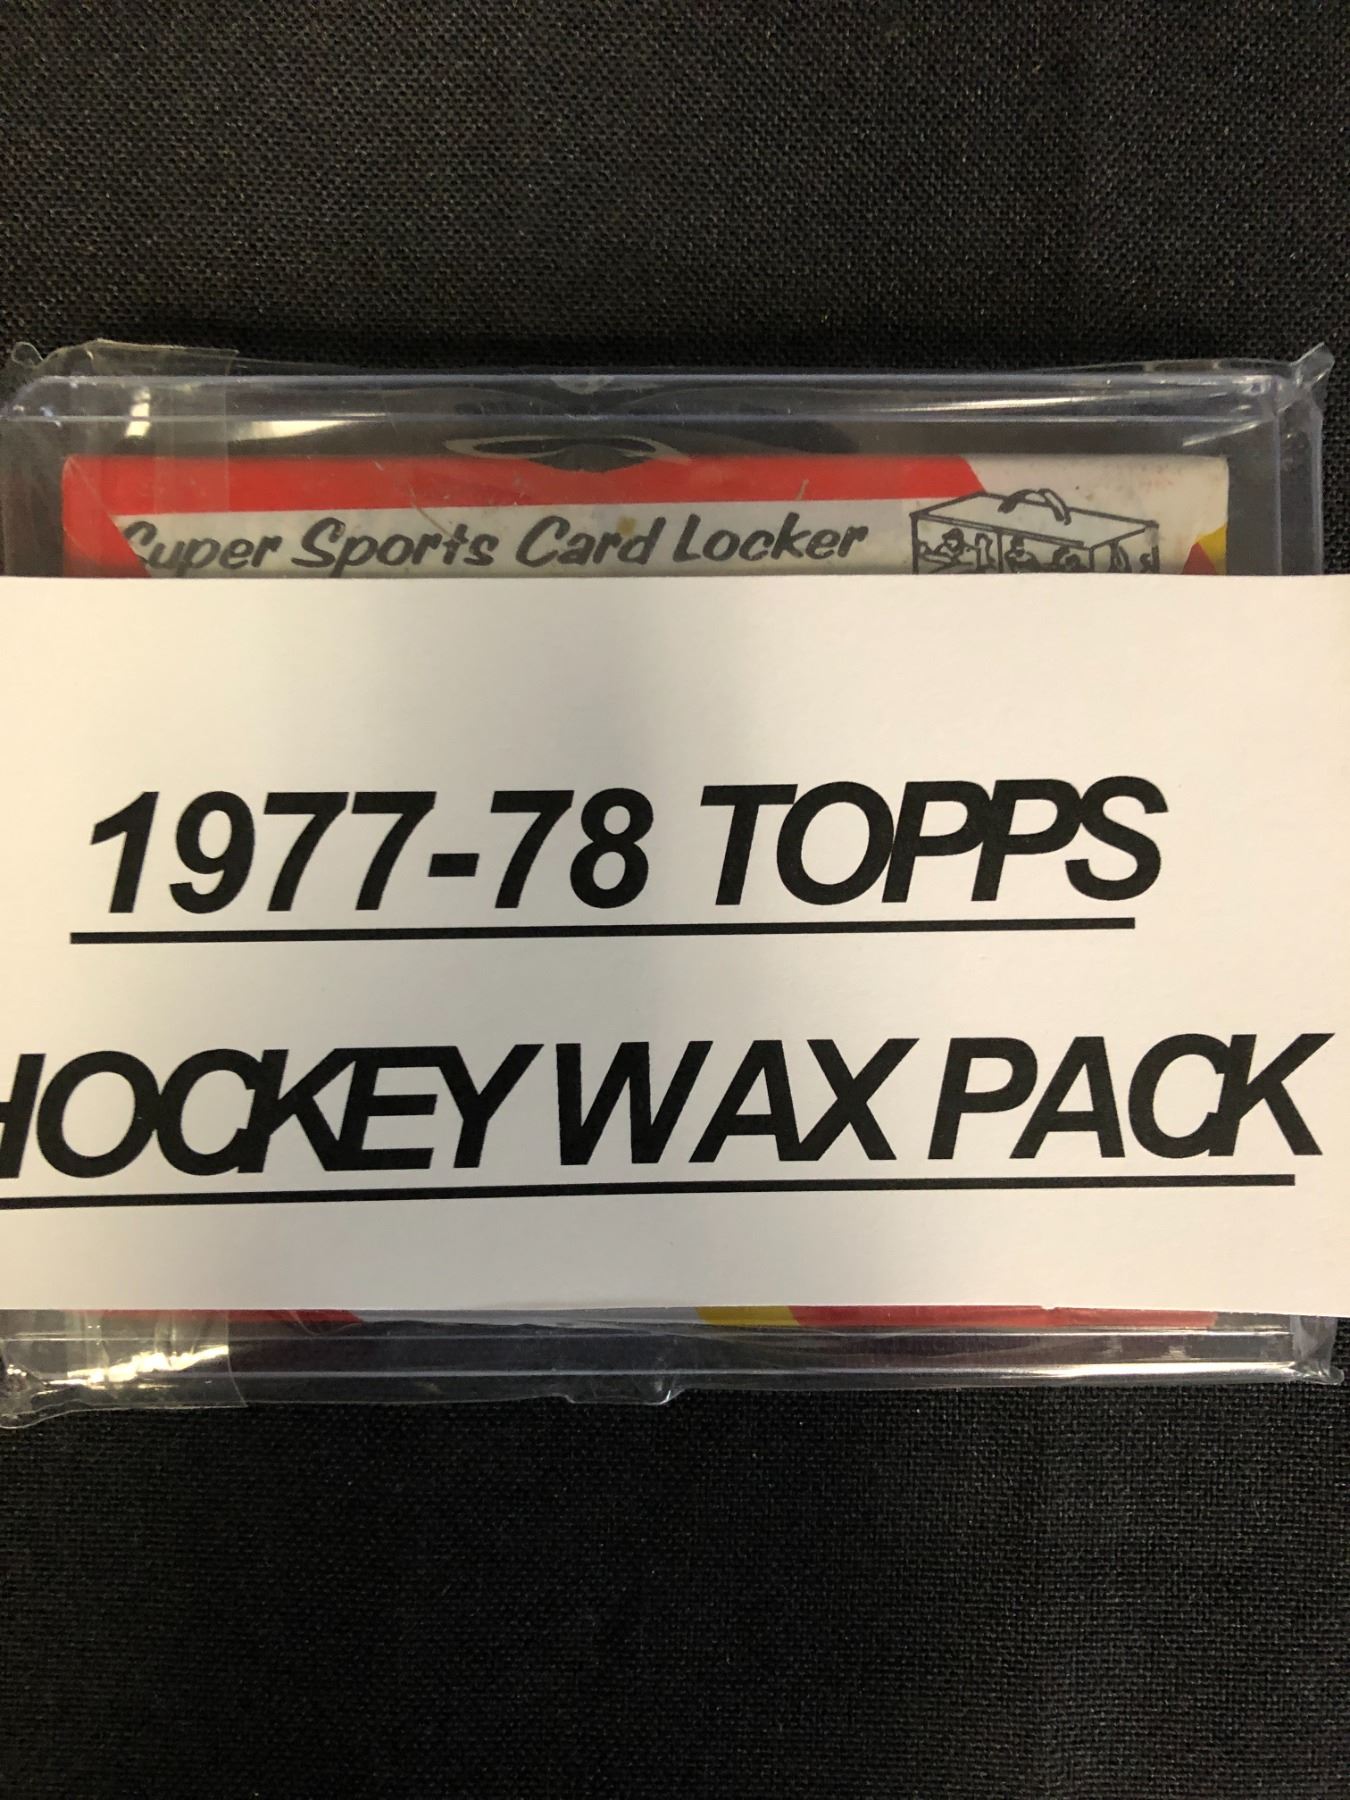 Super Sports Card Locker
1977-78 TOPPS
HOCKEY WAX PACK